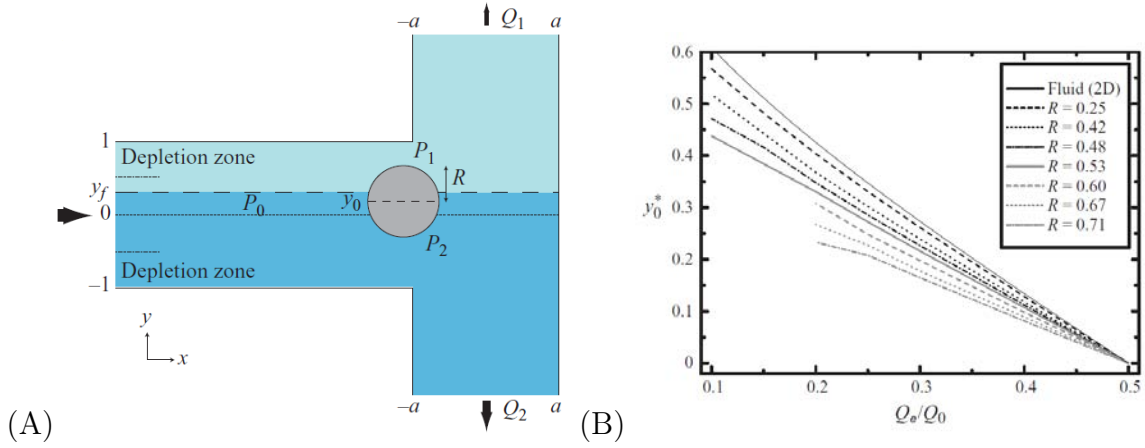 −a Q1 a
1
Depletion zone
P1
R
yf
P0
y0
0
P2
Depletion zone
−1
y
x
−a Q2 a
(A)
0.6
0.5
0.4
0.3
0.2
0.1
0
y0*
0.1 0.2 0.3 0.4 0.5
Fluid (2D)
R = 0.25
R = 0.42
R = 0.48
R = 0.53
R = 0.60
R = 0.67
R = 0.71
(B)